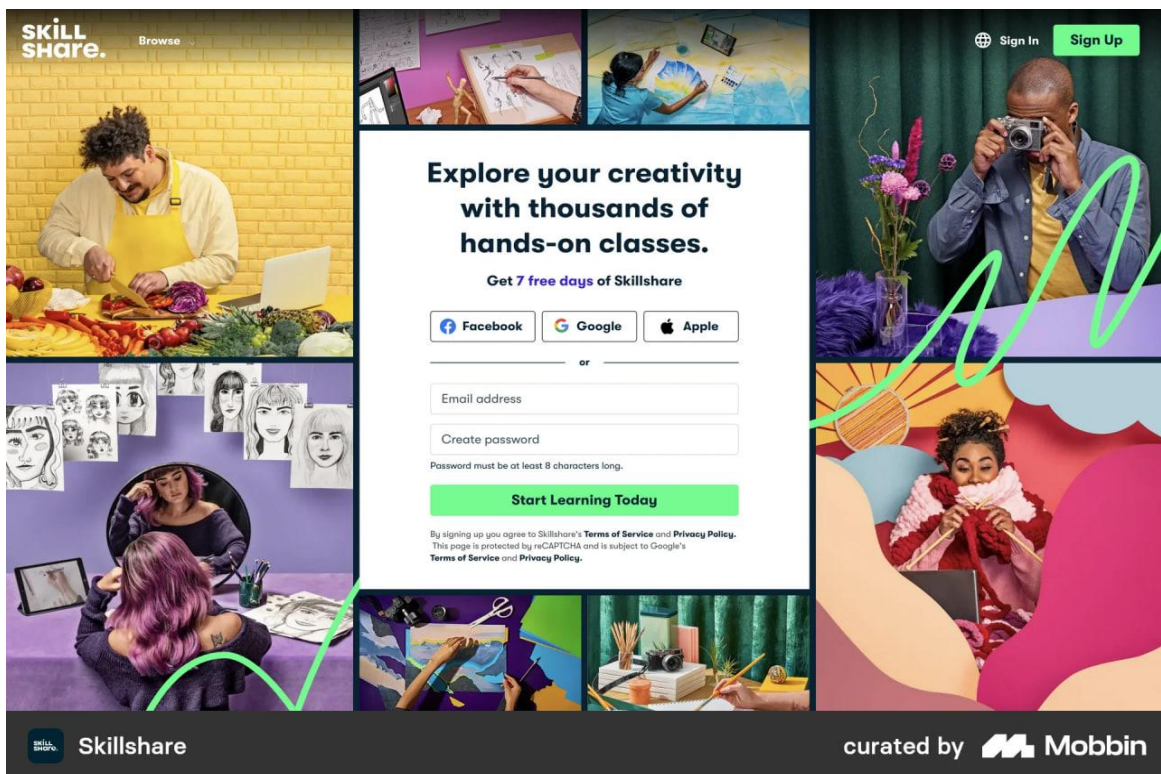 SKILL
SHARE.
Browse
Sign In
Sign Up
Explore your creativity
with thousands of
hands-on classes.
Get 7 free days of Skillshare
Facebook
Google
Apple
or
Email address
Create password
Password must be at least 8 characters long.
Start Learning Today
By signing up you agree to Skillshare's Terms of Service and Privacy Policy.
This page is protected by reCAPTCHA and is subject to Google's
Terms of Service and Privacy Policy.
SKILL
SHARE.
Skillshare
curated by
Mobbin